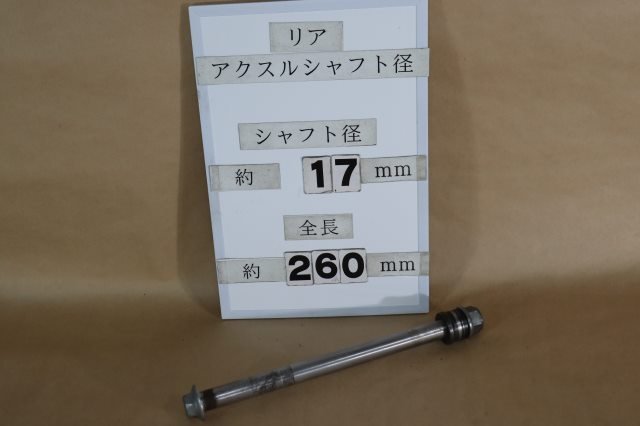 リア
アクスルシャフト径
シャフト径
約 17 mm
全長
約 260 mm